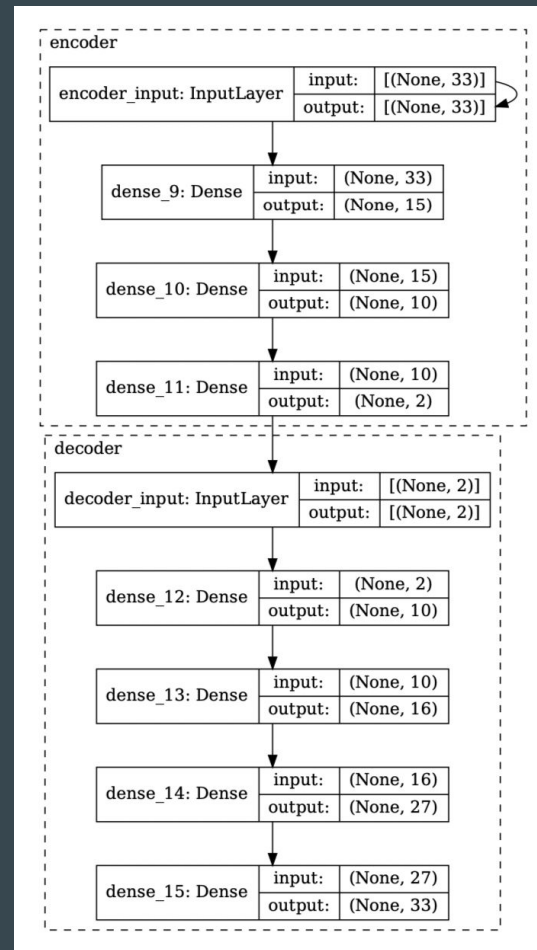 encoder
encoder_input: InputLayer input: [(None, 33)]
output: [(None, 33)]
dense_9: Dense input: (None, 33)
output: (None, 15)
dense_10: Dense input: (None, 15)
output: (None, 10)
dense_11: Dense input: (None, 10)
output: (None, 2)
decoder
decoder_input: InputLayer input: [(None, 2)]
output: [(None, 2)]
dense_12: Dense input: (None, 2)
output: (None, 10)
dense_13: Dense input: (None, 10)
output: (None, 16)
dense_14: Dense input: (None, 16)
output: (None, 27)
dense_15: Dense input: (None, 27)
output: (None, 33)